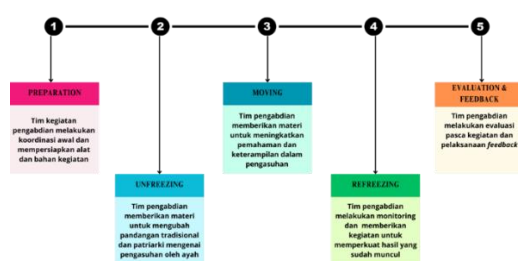 1
2
3
4
5
PREPARATION
Tim kegiatan
pengabdian melakukan
koordinasi awal dan
mempersiapkan alat
dan bahan kegiatan
UNFREEZING
Tim pengabdian
memberikan materi
untuk mengubah
pandangan tradisional
dan patriarki mengenai
pengasuhan oleh ayah
MOVING
Tim pengabdian
memberikan materi
untuk meningkatkan
pemahaman dan
keterampilan dalam
pengasuhan
REFREEZING
Tim pengabdian
melakukan monitoring
dan memberikan
kegiatan untuk
memperkuat hasil yang
sudah muncul
EVALUATION &
FEEDBACK
Tim pengabdian
melakukan evaluasi
pasca kegiatan dan
pelaksanaan feedback